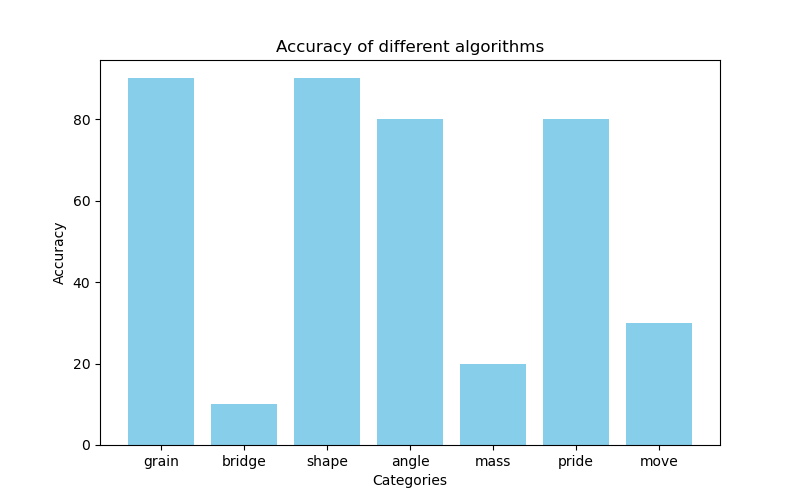 Accuracy of different algorithms
Accuracy
80
60
40
20
0
grain bridge shape angle mass pride move
Categories